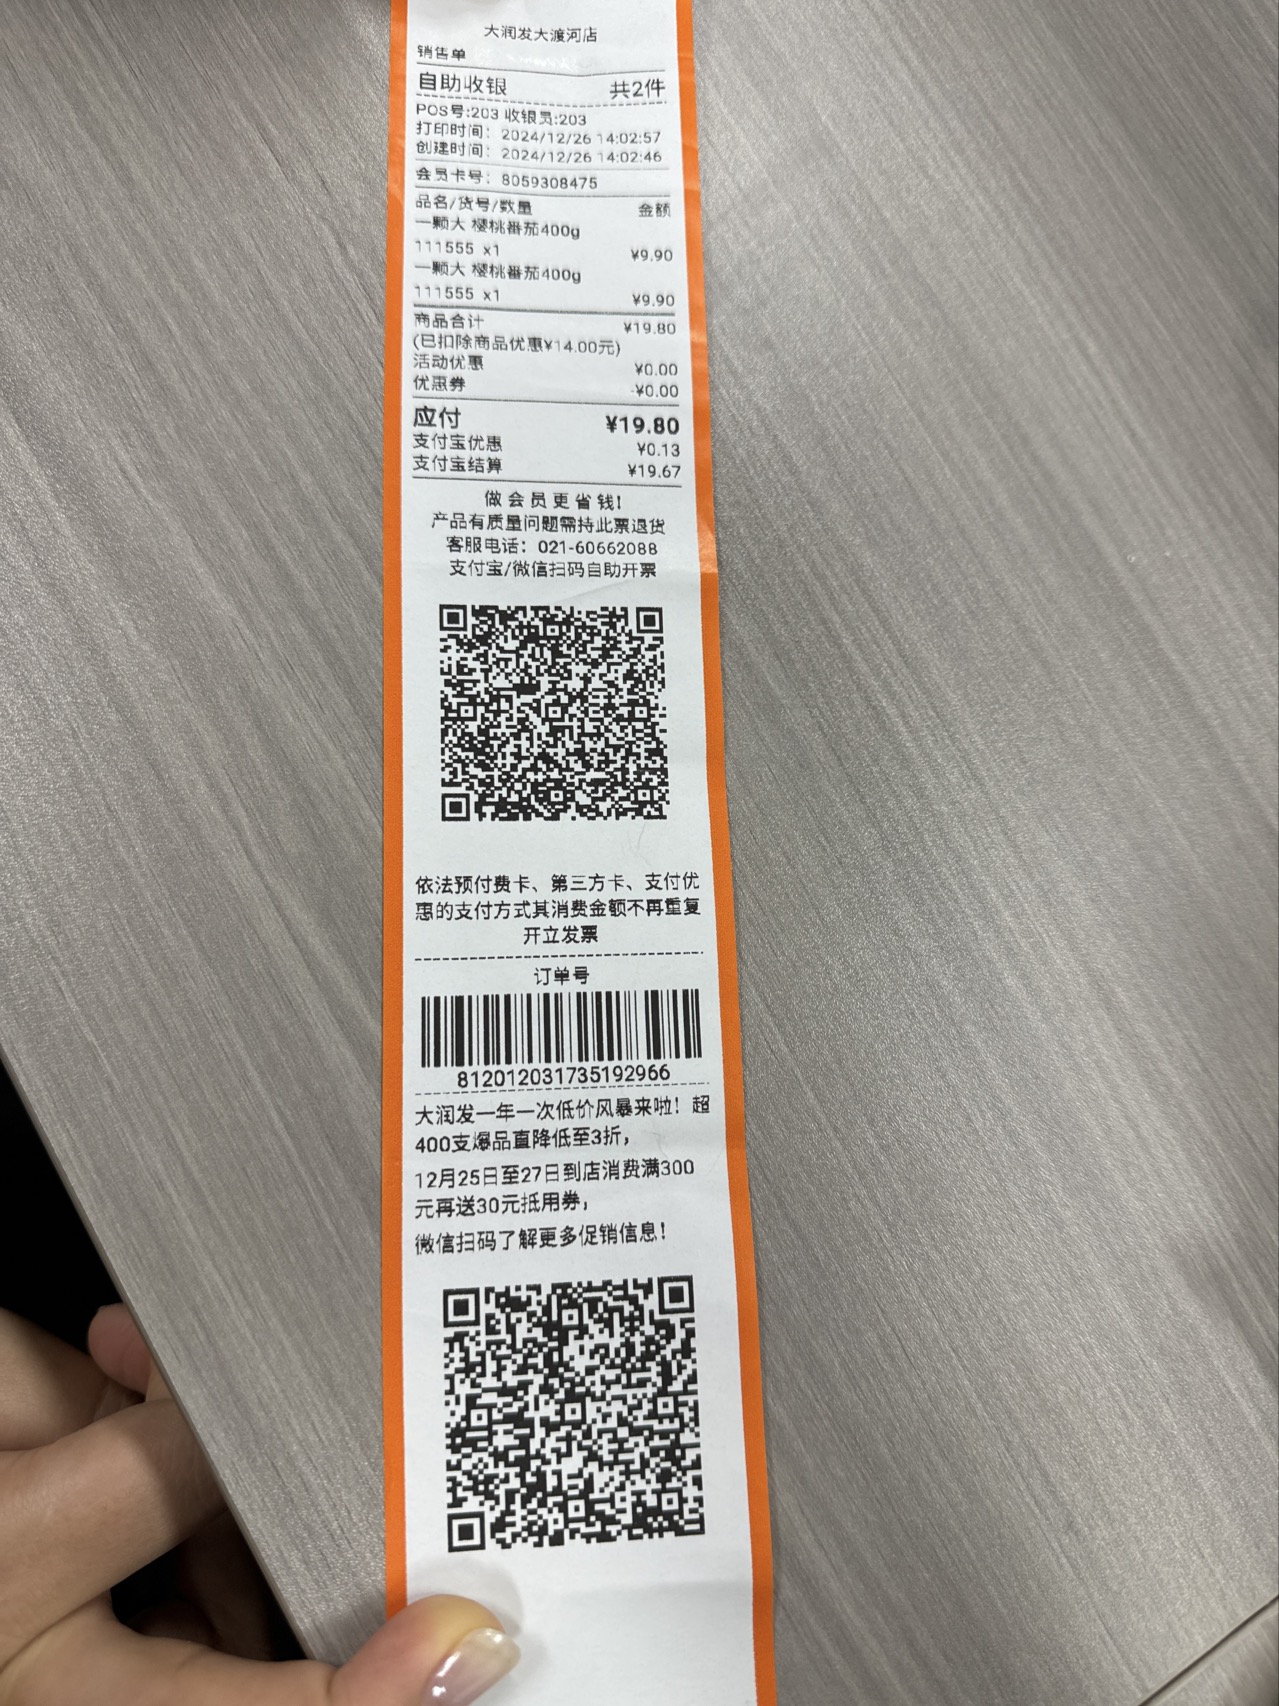 大润发大渡河店
销售单
自助收银 共2件
POS号:203 收银员:203
打印时间: 2024/12/26 14:02:57
创建时间: 2024/12/26 14:02:46
会员卡号: 8059308475
品名/货号/数量 金额
一颗大 樱桃番茄400g
111555 x1 ¥9.90
一颗大 樱桃番茄400g
111555 x1 ¥9.90
商品合计 ¥19.80
(已扣除商品优惠¥14.00元)
活动优惠 ¥0.00
优惠券 -¥0.00
应付 ¥19.80
支付宝优惠 ¥0.13
支付宝结算 ¥19.67
做会员更省钱!
产品有质量问题需持此票退货
客服电话: 021-60662088
支付宝/微信扫码自助开票
依法预付费卡、第三方卡、支付优
惠的支付方式其消费金额不再重复
开立发票
订单号
812012031735192966
大润发一年一次低价风暴来啦! 超
400支爆品直降低至3折,
12月25日至27日到店消费满300
元再送30元抵用券,
微信扫码了解更多促销信息!